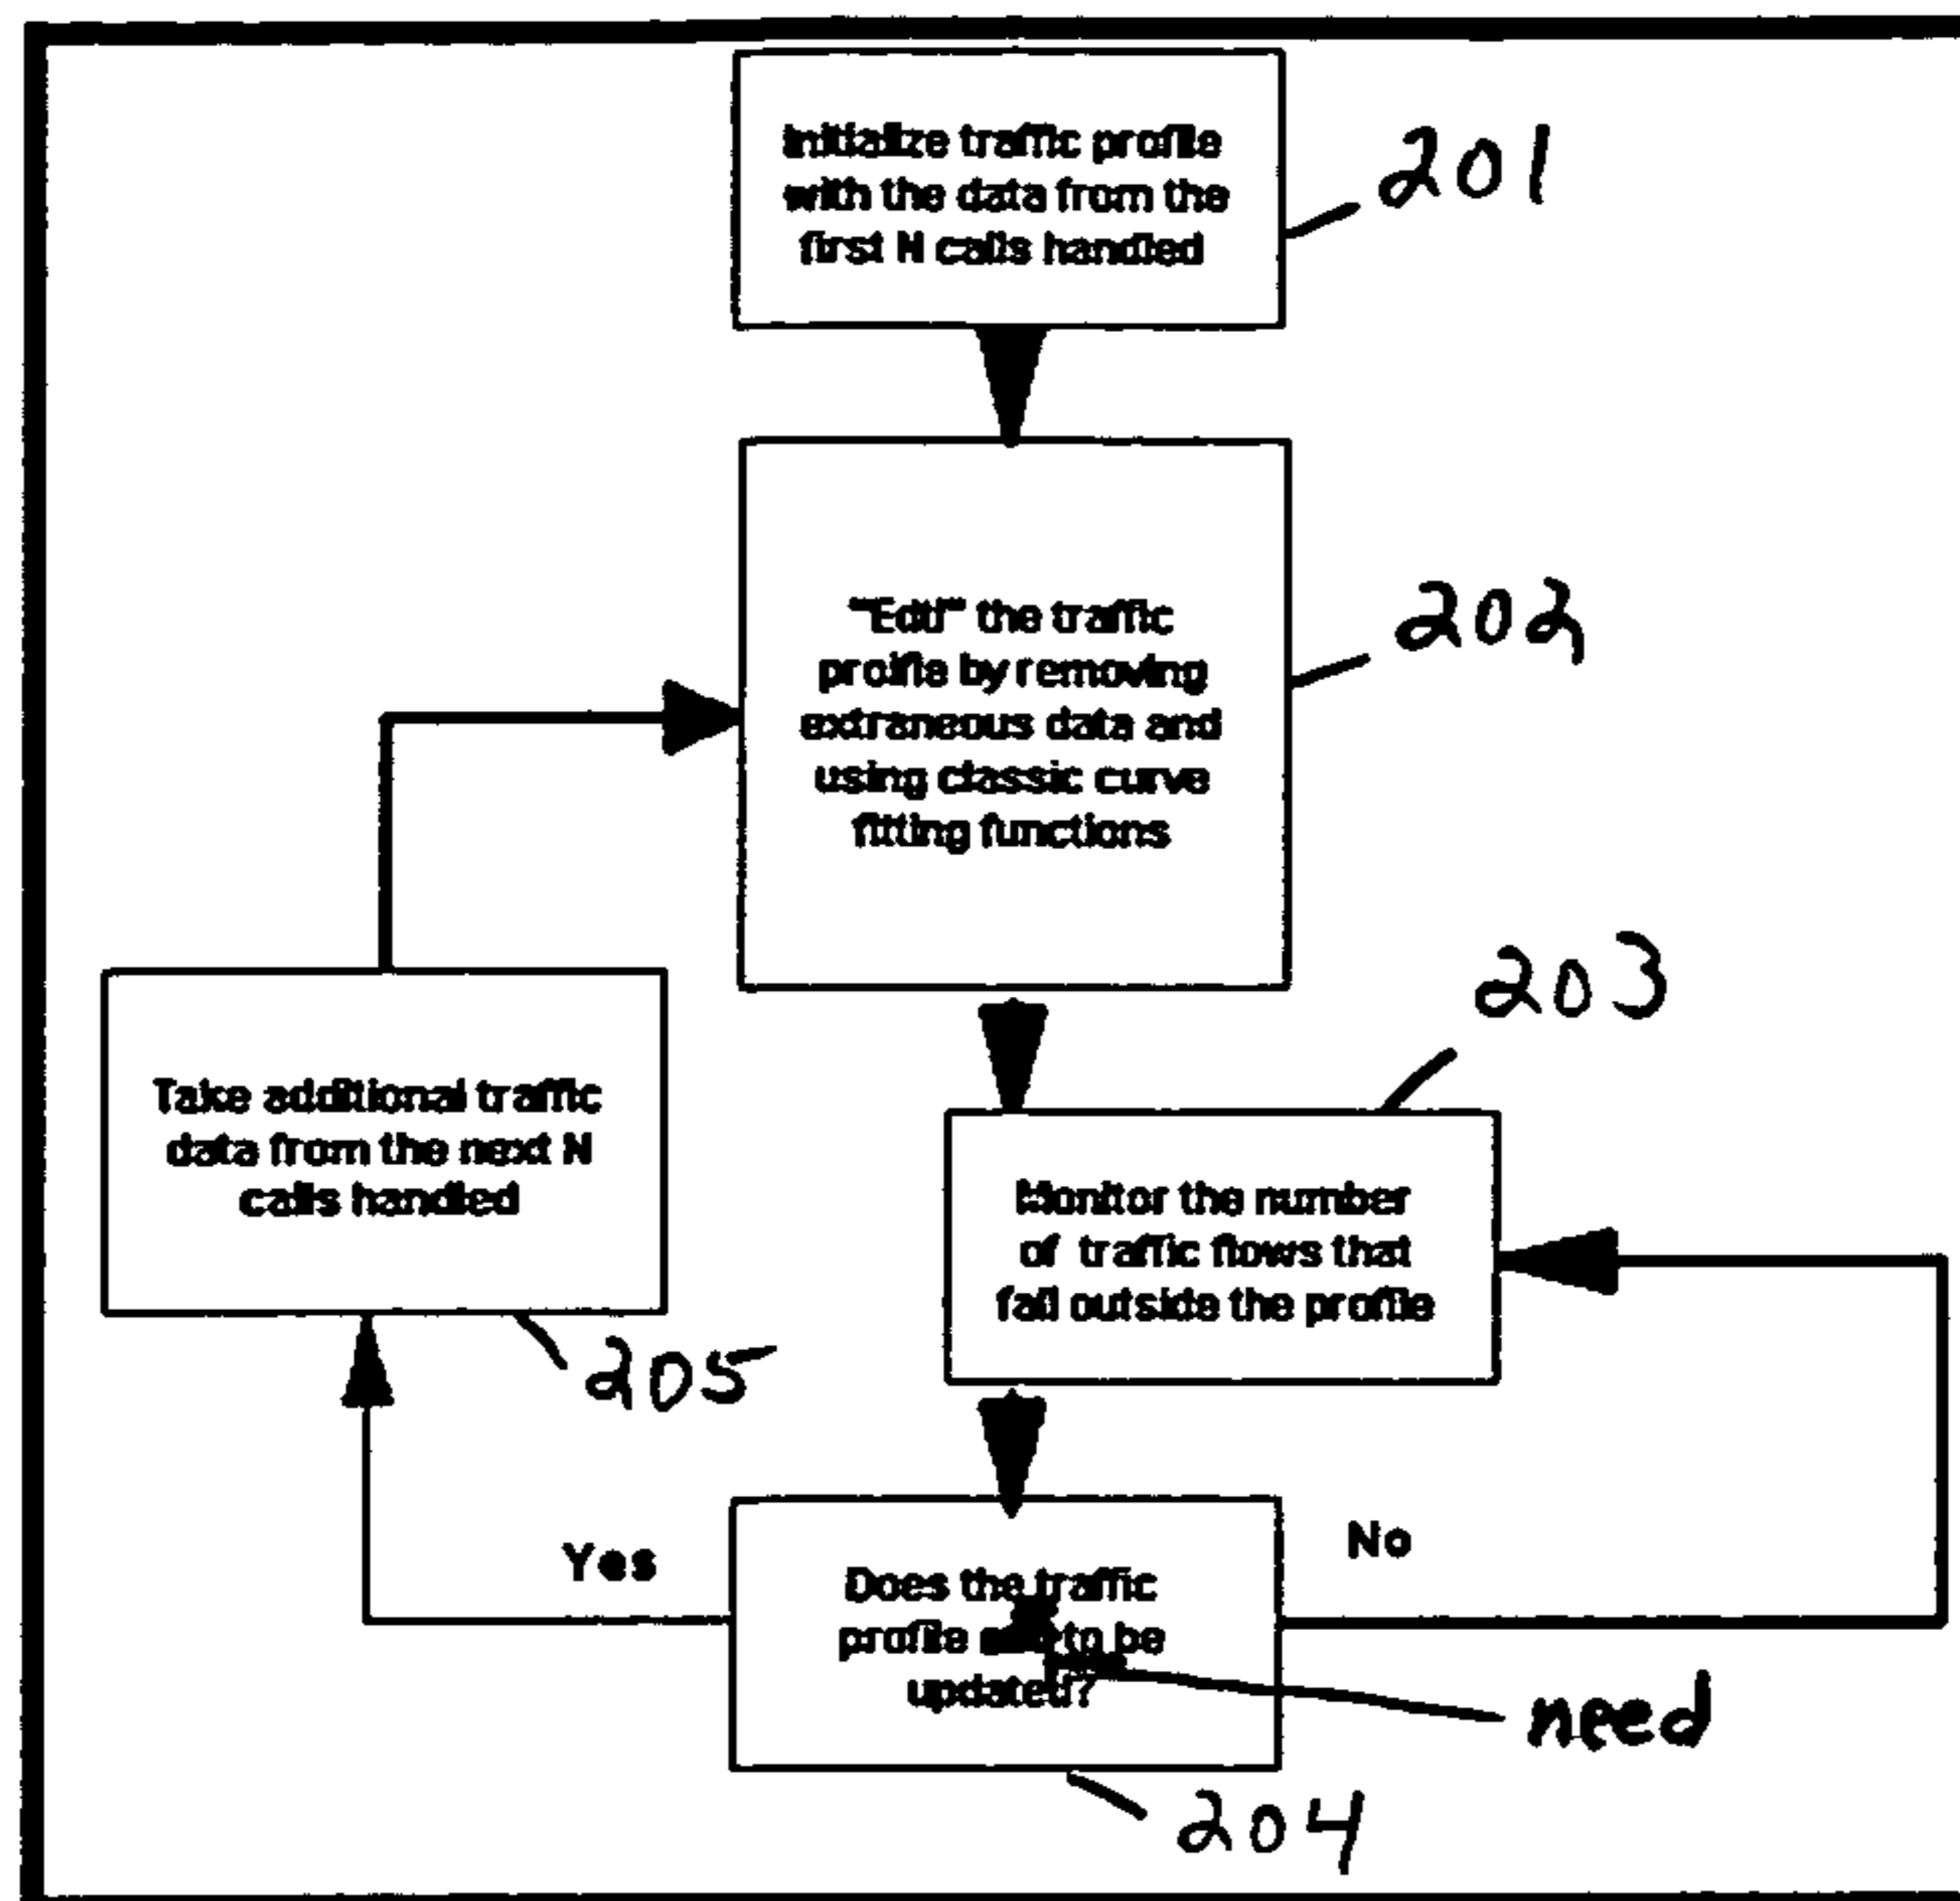 Initialize traffic profile
with the data from the
first N calls handled
201
"Edit" the traffic
profile by removing
extraneous data and
using classic curve
fitting functions
202
203
Take additional traffic
data from the next N
calls handled
205
Monitor the number
of traffic flows that
fall outside the profile
Yes
No
Does the traffic
profile to be
updated?
need
204